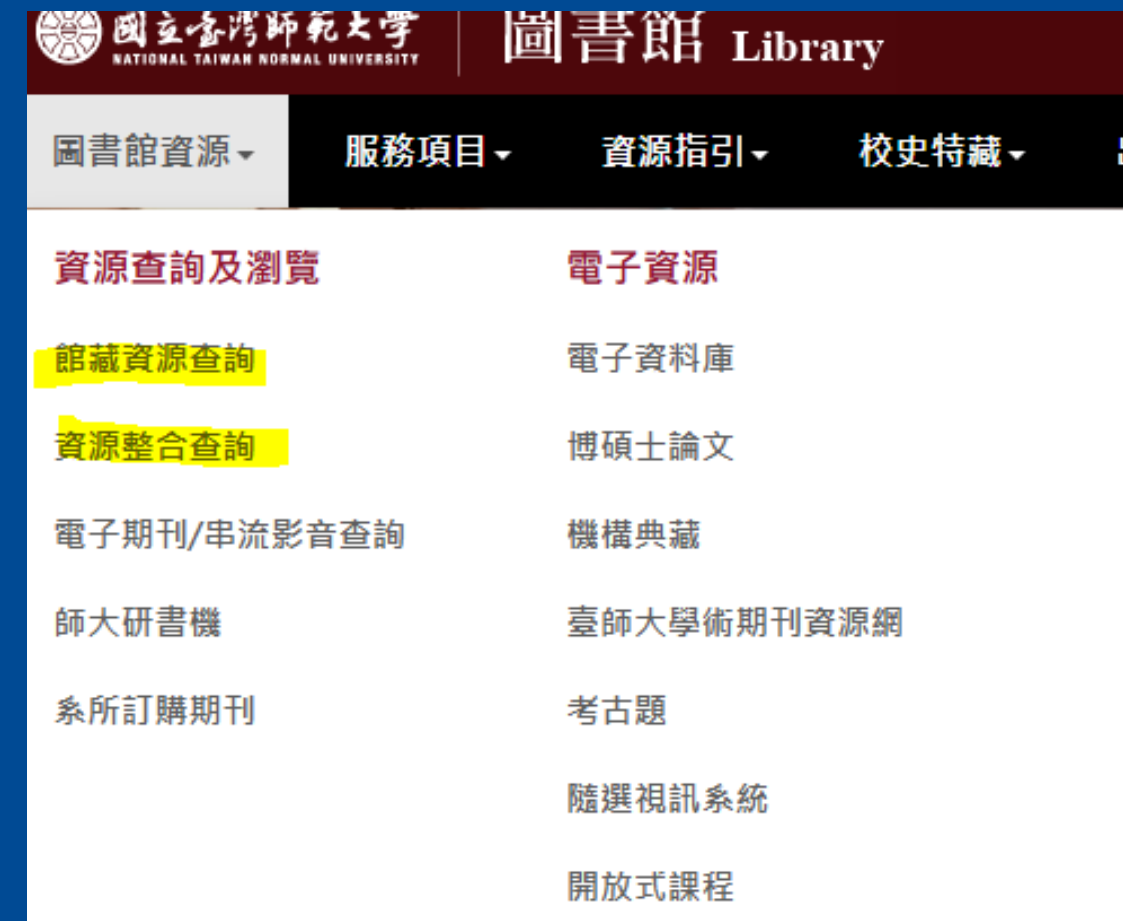 國立臺灣師範大學
NATIONAL TAIWAN NORMAL UNIVERSITY
圖書館 Library
圖書館資源 服務項目 資源指引 校史特藏
資源查詢及瀏覽
館藏資源查詢
資源整合查詢
電子期刊/串流影音查詢
師大研書機
系所訂購期刊
電子資源
電子資料庫
博碩士論文
機構典藏
臺師大學術期刊資源網
考古題
隨選視訊系統
開放式課程